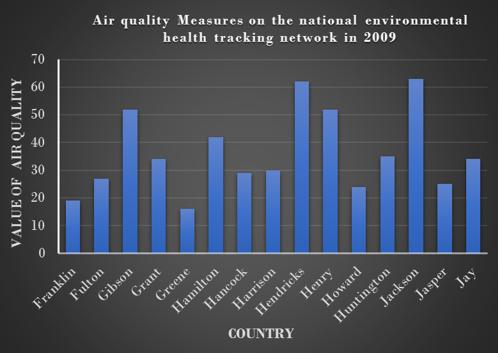 Air quality Measures on the national environmental
health tracking network in 2009
VALUE OF AIR QUALITY
70
60
50
40
30
20
10
0
Franklin
Fulton
Gibson
Grant
Greene
Hamilton
Hancock
Harrison
Hendricks
Henry
Howard
Huntington
Jackson
Jasper
Jay
COUNTRY